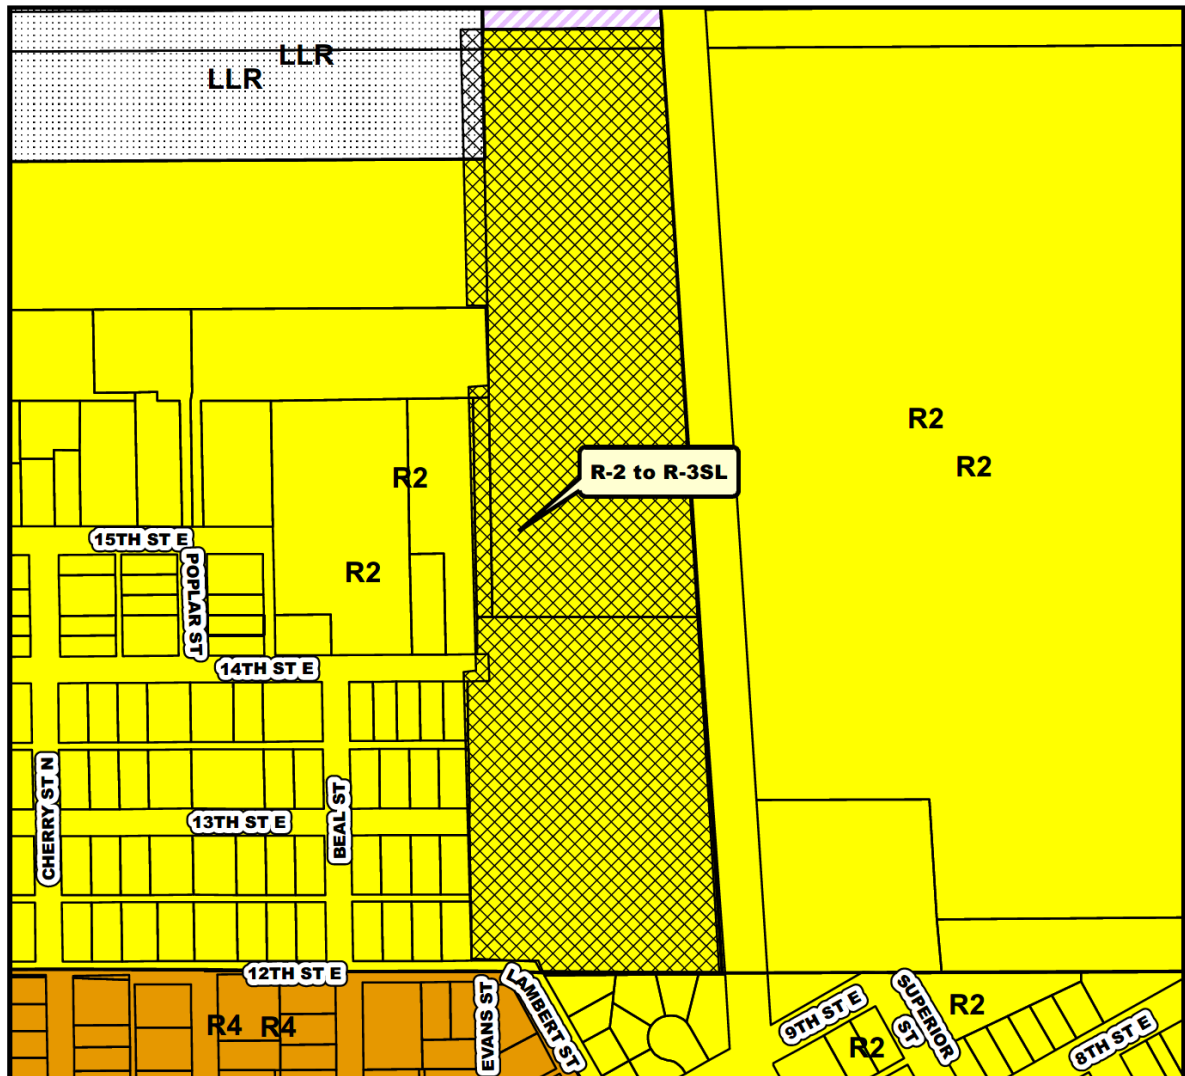 LLR
LLR
R2
R2
R-2 to R-3SL
R2
15TH ST E
POPLAR ST
R2
14TH ST E
CHERRY ST N
BEAL ST
13TH ST E
12TH ST E
EVANS ST
LAMBERT ST
SUPERIOR ST
R2
9TH ST E
R4 R4
R2
8TH ST E